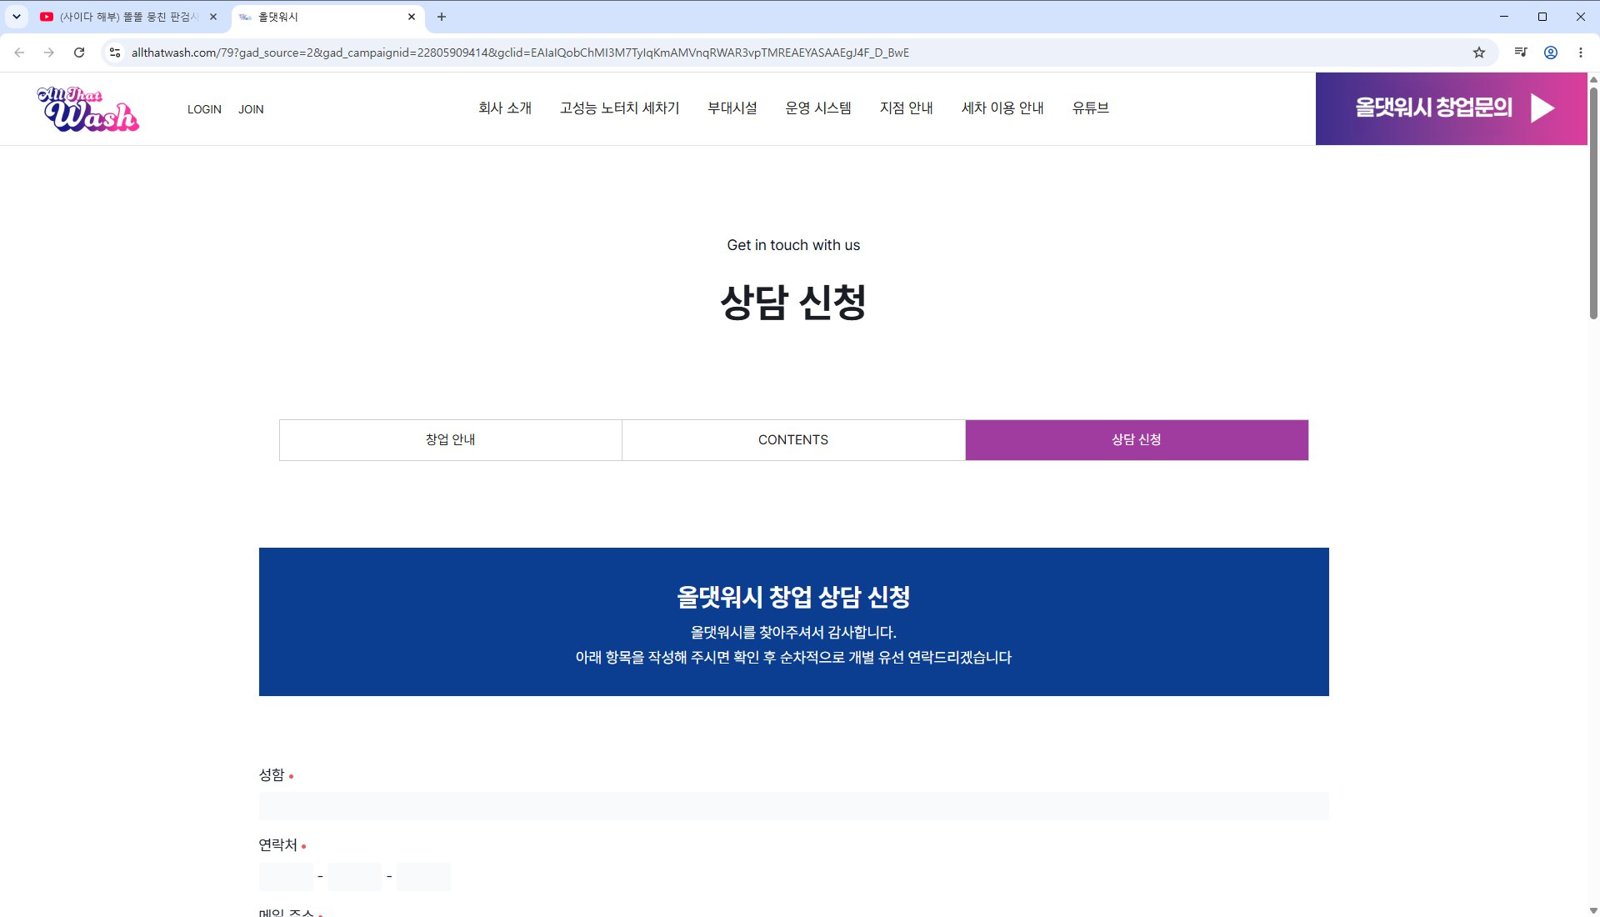 (사이다 해부) 똘똘 뭉친 판검사
올댓워시
allthatwash.com/79?gad_source=2&gad_campaignid=22805909414&gclid=EAIaIQobChMI3M7TyIqKmAMVnqRWAR3vpTMREAEYASAAEgJ4F_D_BwE
All That
Wash
LOGIN JOIN
회사 소개 고성능 노터치 세차기 부대시설 운영 시스템 지점 안내 세차 이용 안내 유튜브
올댓워시 창업문의
Get in touch with us
상담 신청
창업 안내 CONTENTS 상담 신청
올댓워시 창업 상담 신청
올댓워시를 찾아주셔서 감사합니다.
아래 항목을 작성해 주시면 확인 후 순차적으로 개별 유선 연락드리겠습니다
성함
연락처
- -
메일 주소